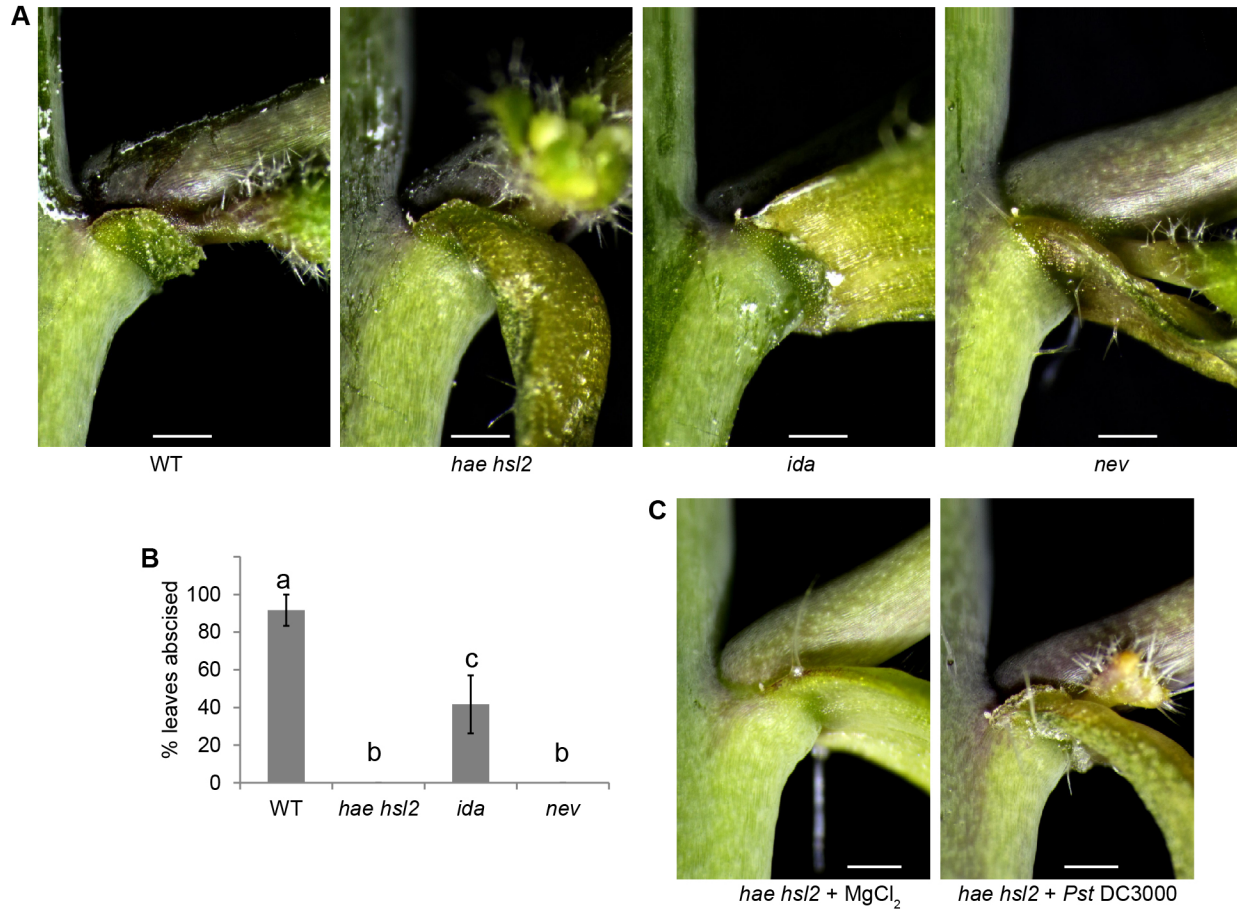 A
WT
hae hsl2
ida
nev
B
% leaves abscised
100
80
60
40
20
0
a
b
c
b
WT
hae hsl2
ida
nev
C
hae hsl2 + MgCl₂
hae hsl2 + Pst DC3000